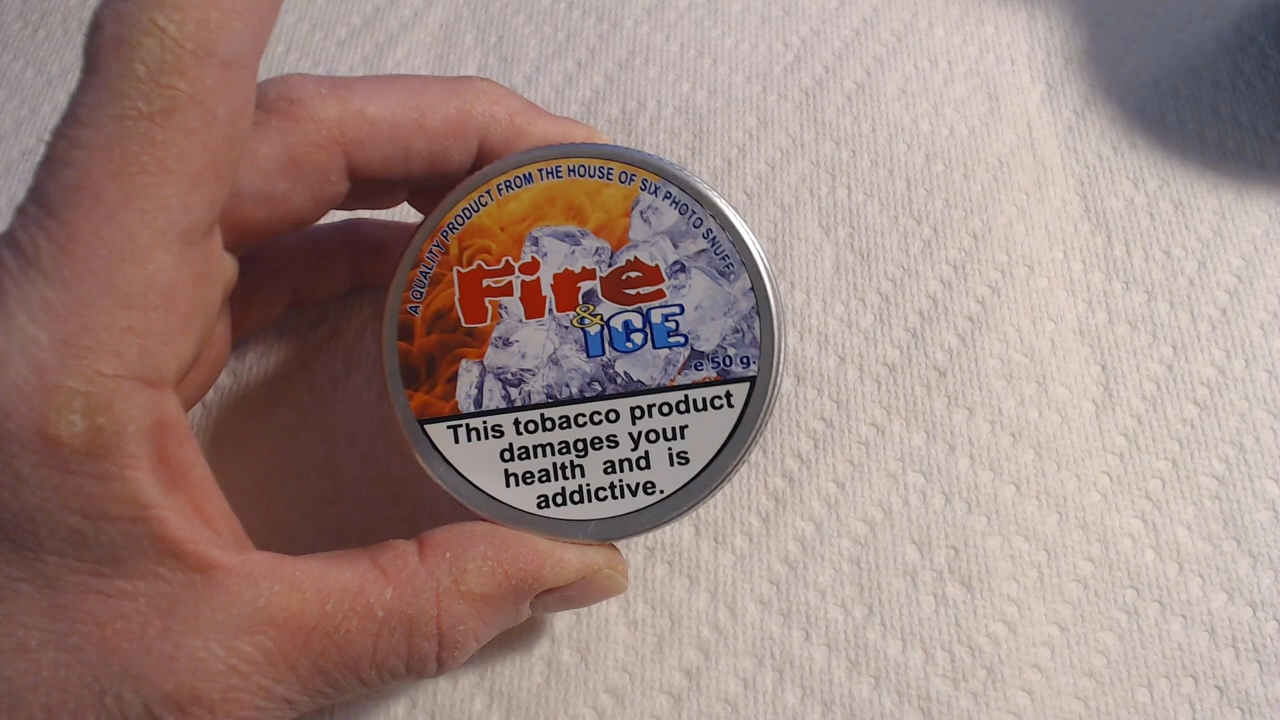 A QUALITY PRODUCT FROM THE HOUSE OF SIX PHOTO SNUFF
Fire
&
ICE
e 50 g.
This tobacco product
damages your
health and is
addictive.